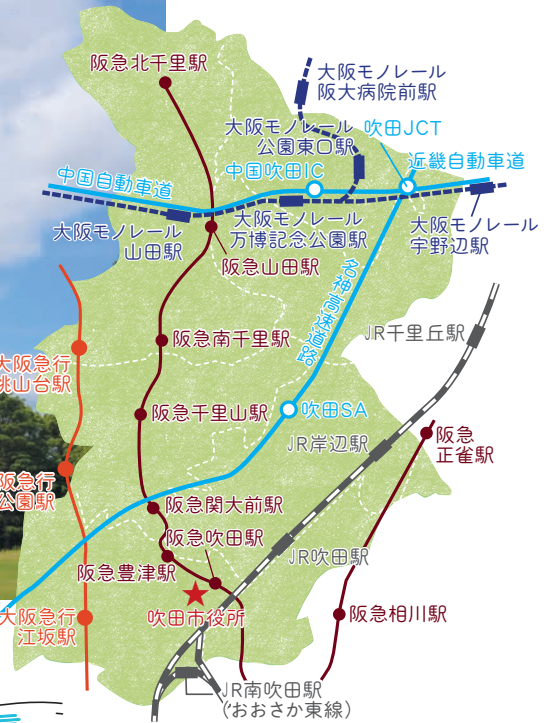 阪急北千里駅
大阪モノレール
阪大病院前駅
大阪モノレール
公園東口駅
吹田JCT
近畿自動車道
中国吹田IC
中国自動車道
大阪モノレール
山田駅
大阪モノレール
万博記念公園駅
大阪モノレール
宇野辺駅
阪急山田駅
名神高速道路
JR千里丘駅
阪急南千里駅
大阪急行
桃山台駅
阪急千里山駅
吹田SA
JR岸辺駅
阪急
正雀駅
阪急行
公園駅
阪急関大前駅
阪急吹田駅
JR吹田駅
阪急豊津駅
吹田市役所
大阪急行
江坂駅
阪急相川駅
JR南吹田駅
(おおさか東線)